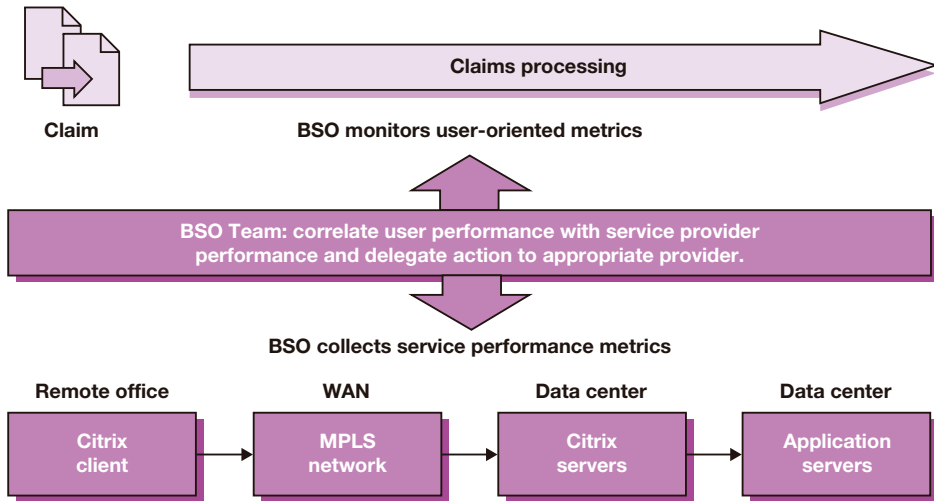 Claims processing
Claim
BSO monitors user-oriented metrics
BSO Team: correlate user performance with service provider
performance and delegate action to appropriate provider.
BSO collects service performance metrics
Remote office
WAN
Data center
Data center
Citrix
client
MPLS
network
Citrix
servers
Application
servers